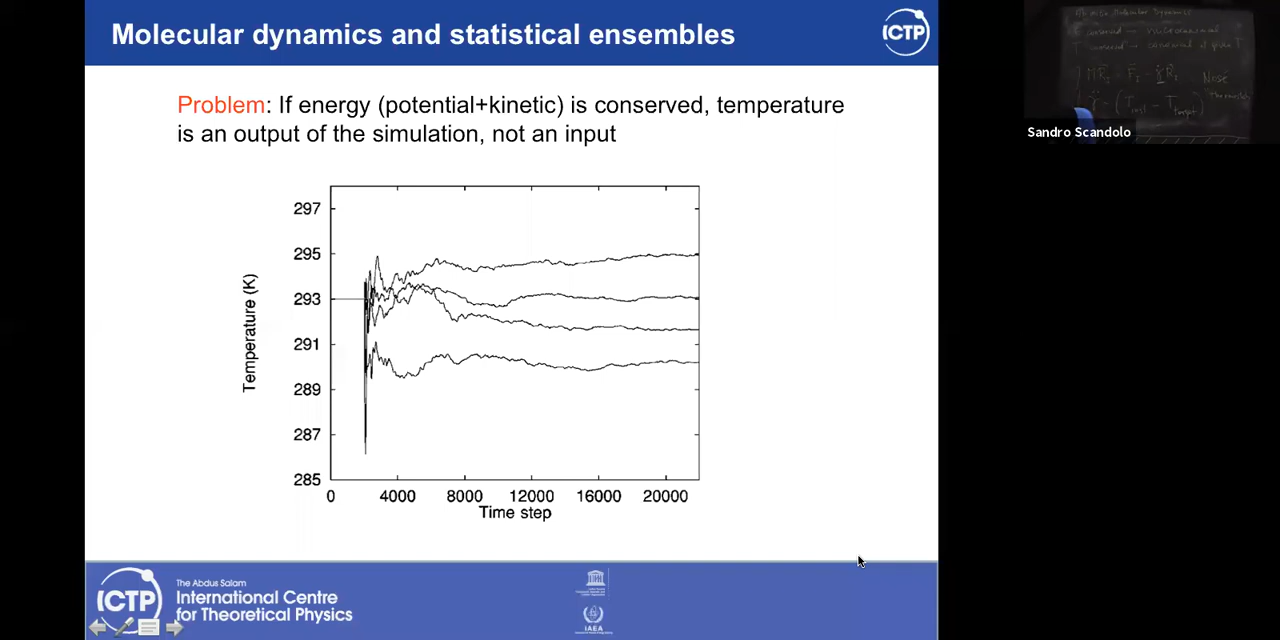 Molecular dynamics and statistical ensembles
ICTP
Problem: If energy (potential+kinetic) is conserved, temperature
is an output of the simulation, not an input
297
295
293
291
289
287
285
Temperature (K)
0 4000 8000 12000 16000 20000
Time step
ICTP
The Abdus Salam
International Centre
for Theoretical Physics
IAEA
Sandro Scandolo
Nosé